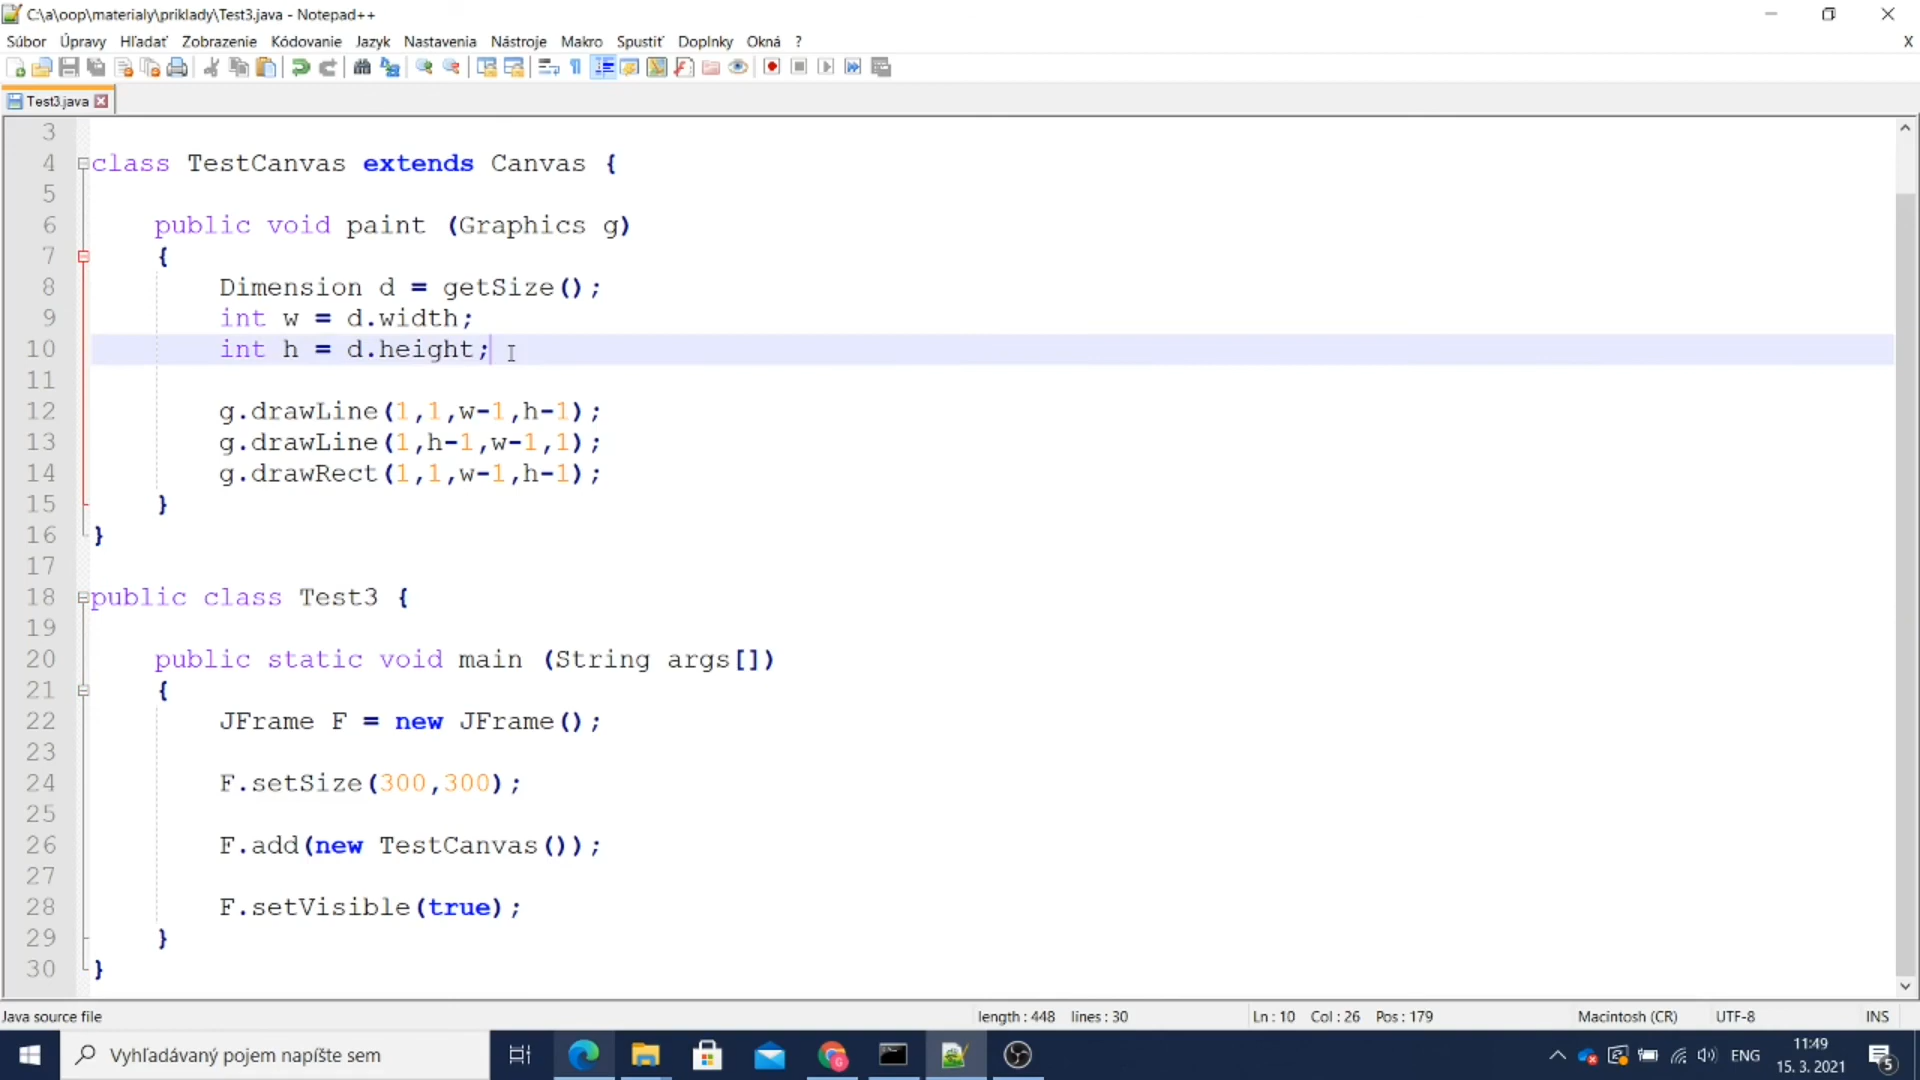 C:\a\oop\materialy\priklady\Test3.java - Notepad++
Súbor Úpravy Hľadať Zobrazenie Kódovanie Jazyk Nastavenia Nástroje Makro Spustiť Doplnky Okná ? X
Test3.java
3
4 class TestCanvas extends Canvas {
5
6 public void paint (Graphics g)
7 {
8 Dimension d = getSize();
9 int w = d.width;
10 int h = d.height;
11
12 g.drawLine(1,1,w-1,h-1);
13 g.drawLine(1,h-1,w-1,1);
14 g.drawRect(1,1,w-1,h-1);
15 }
16 }
17
18 public class Test3 {
19
20 public static void main (String args[])
21 {
22 JFrame F = new JFrame();
23
24 F.setSize(300,300);
25
26 F.add(new TestCanvas());
27
28 F.setVisible(true);
29 }
30 }
Java source file length : 448 lines : 30 Ln : 10 Col : 26 Pos : 179 Macintosh (CR) UTF-8 INS
Vyhľadávaný pojem napíšte sem ENG 11:49
15. 3. 2021 5